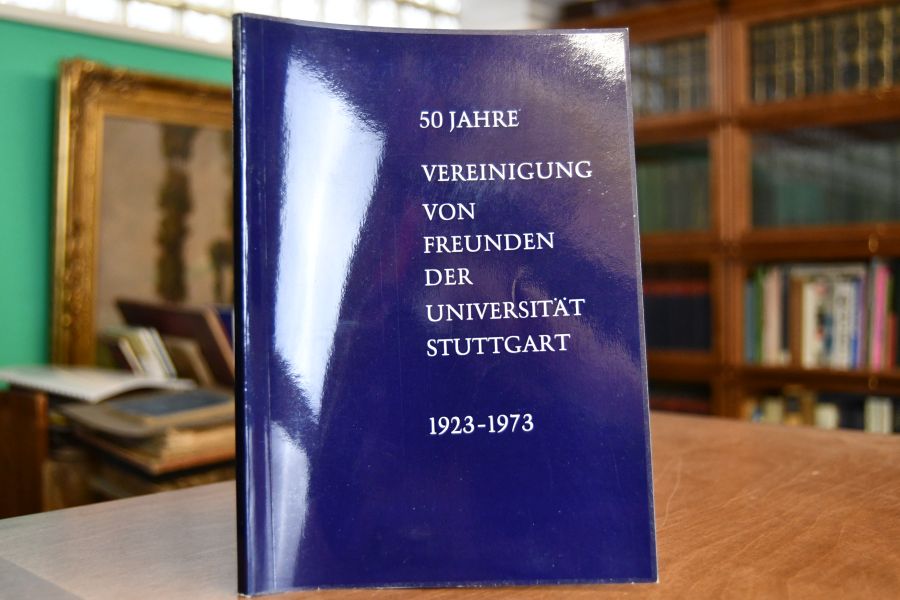 50 JAHRE
VEREINIGUNG
VON
FREUNDEN
DER
UNIVERSITÄT
STUTTGART
1923-1973